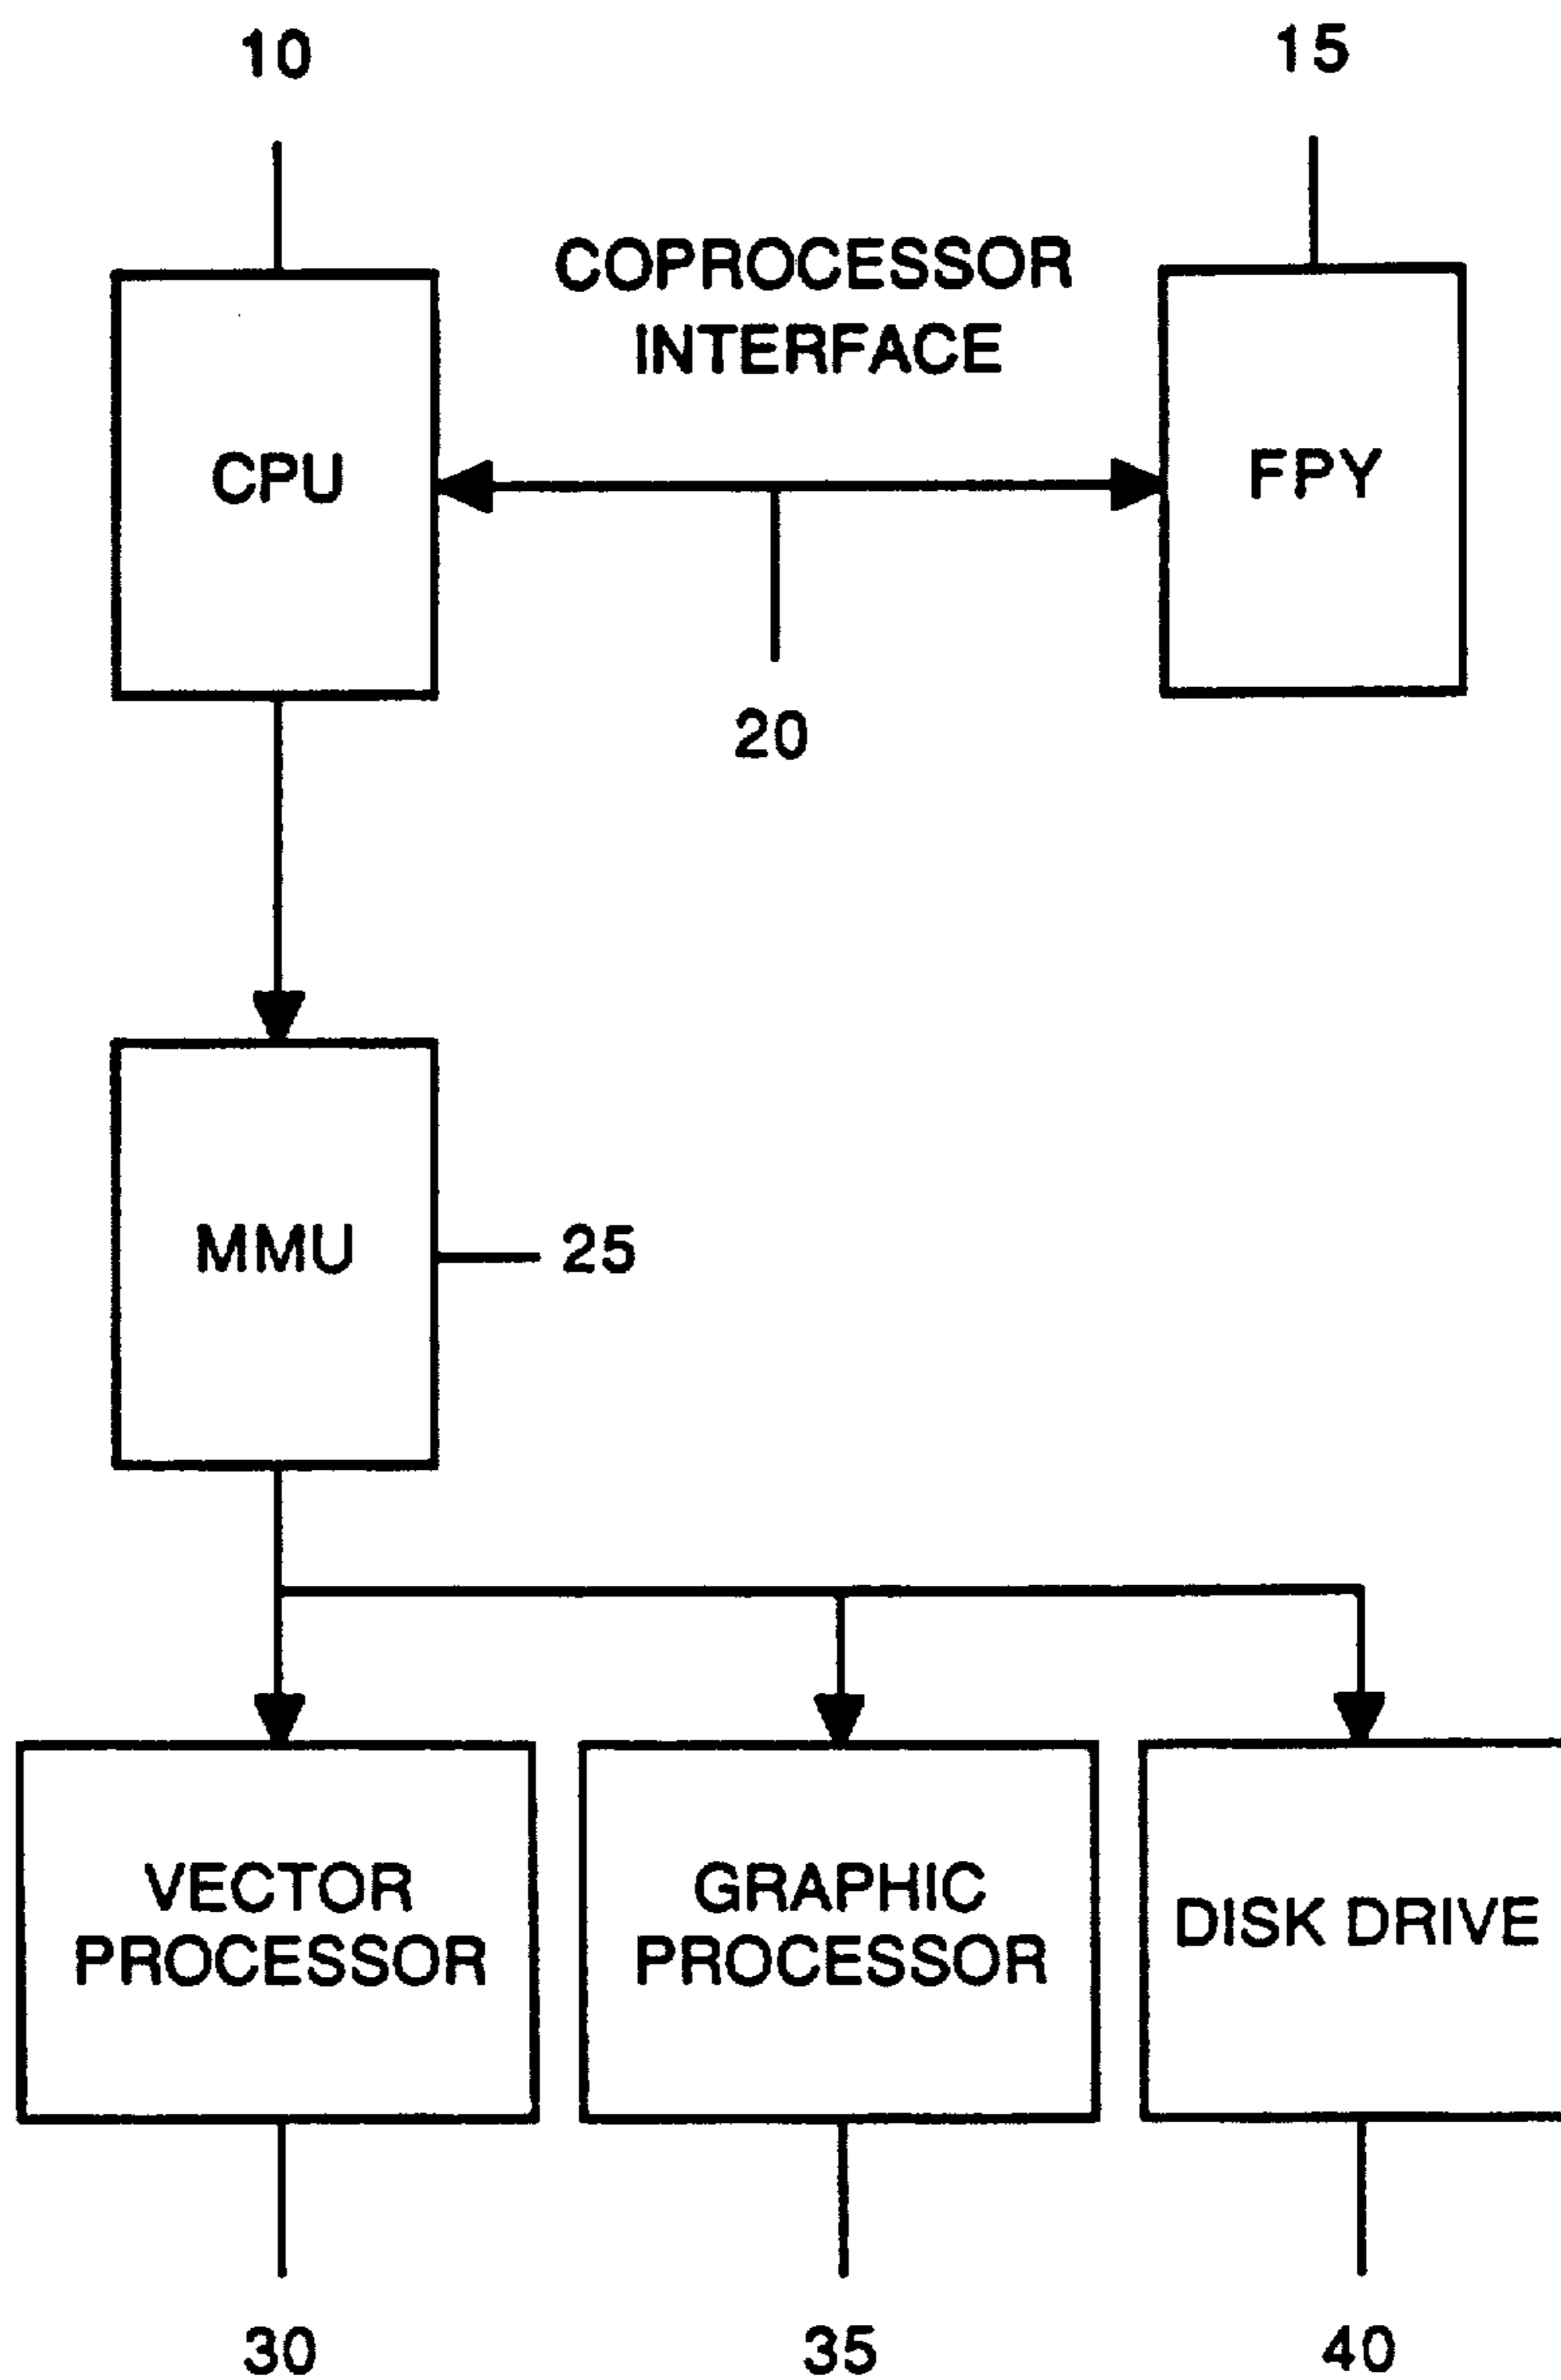 10
15
COPROCESSOR
INTERFACE
CPU
FPY
20
MMU
25
VECTOR
PROCESSOR
GRAPHIC
PROCESSOR
DISK DRIVE
30
35
40